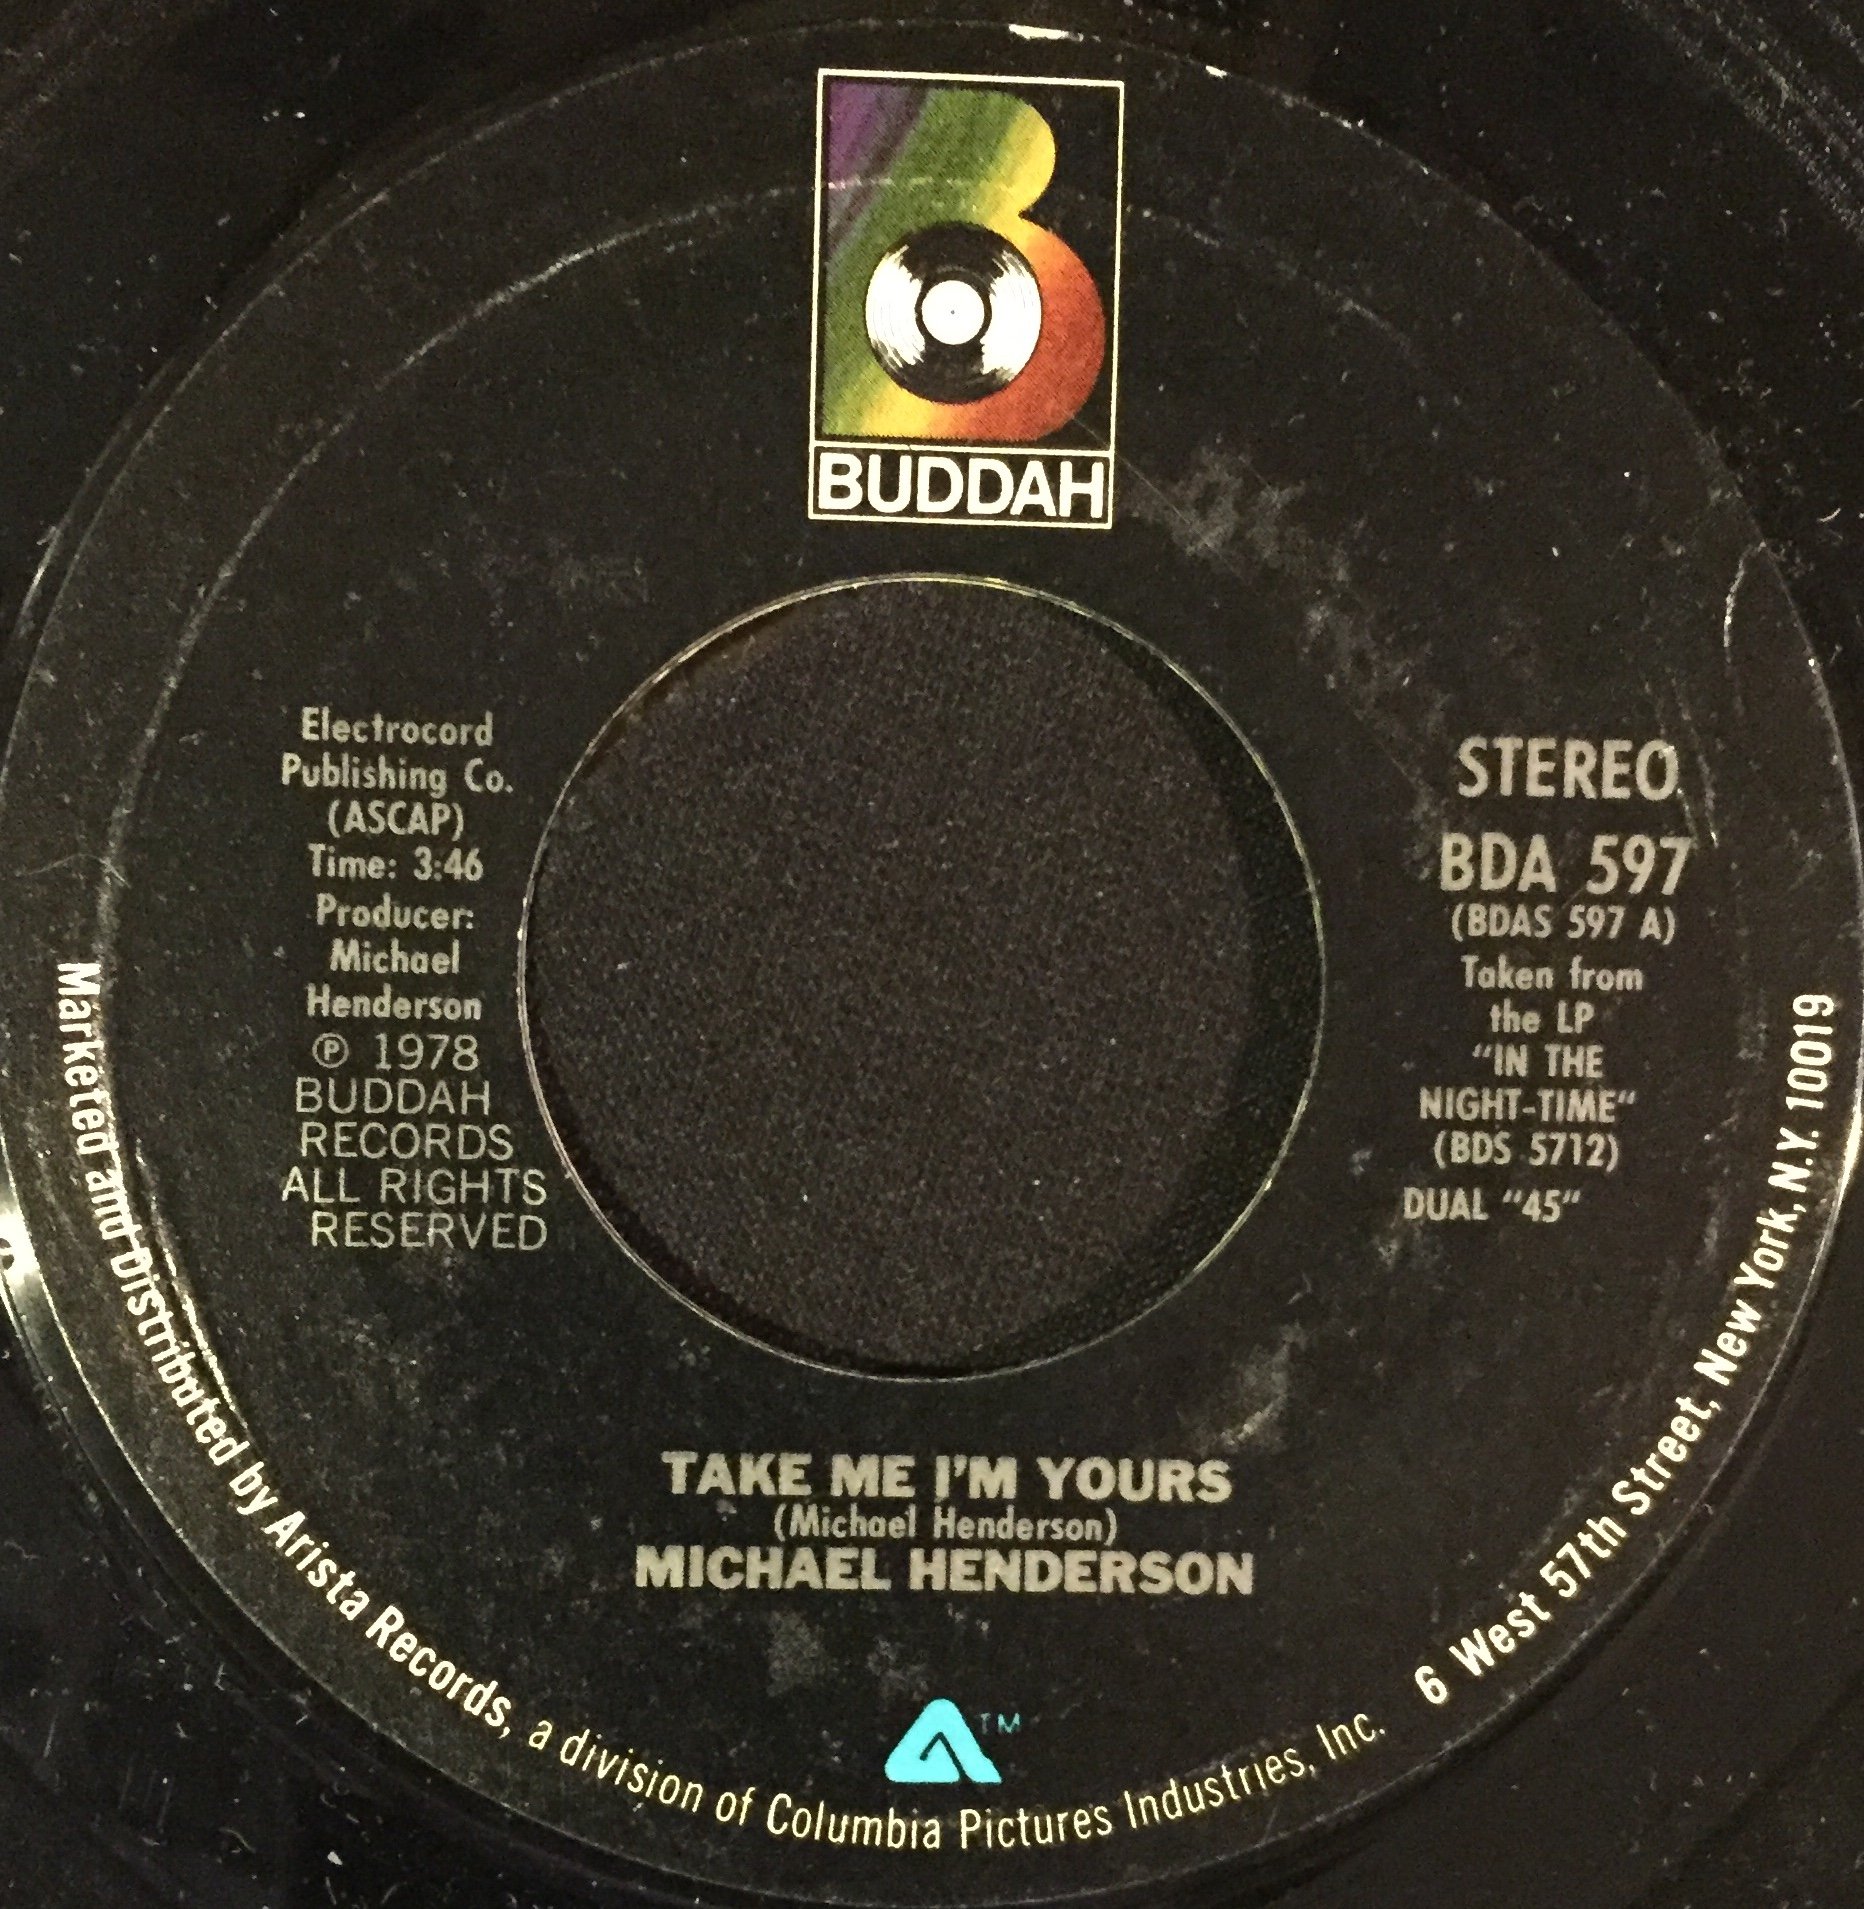 BUDDAH
Electrocord
Publishing Co.
(ASCAP)
Time: 3:46
Producer:
Michael
Henderson
℗ 1978
BUDDAH
RECORDS
ALL RIGHTS
RESERVED
STEREO
BDA 597
(BDAS 597 A)
Taken from
the LP
"IN THE
NIGHT-TIME"
(BDS 5712)
DUAL "45"
TAKE ME I'M YOURS
(Michael Henderson)
MICHAEL HENDERSON
TM
Marketed and Distributed by Arista Records, a division of Columbia Pictures Industries, Inc. 6 West 57th Street, New York, N.Y. 10019